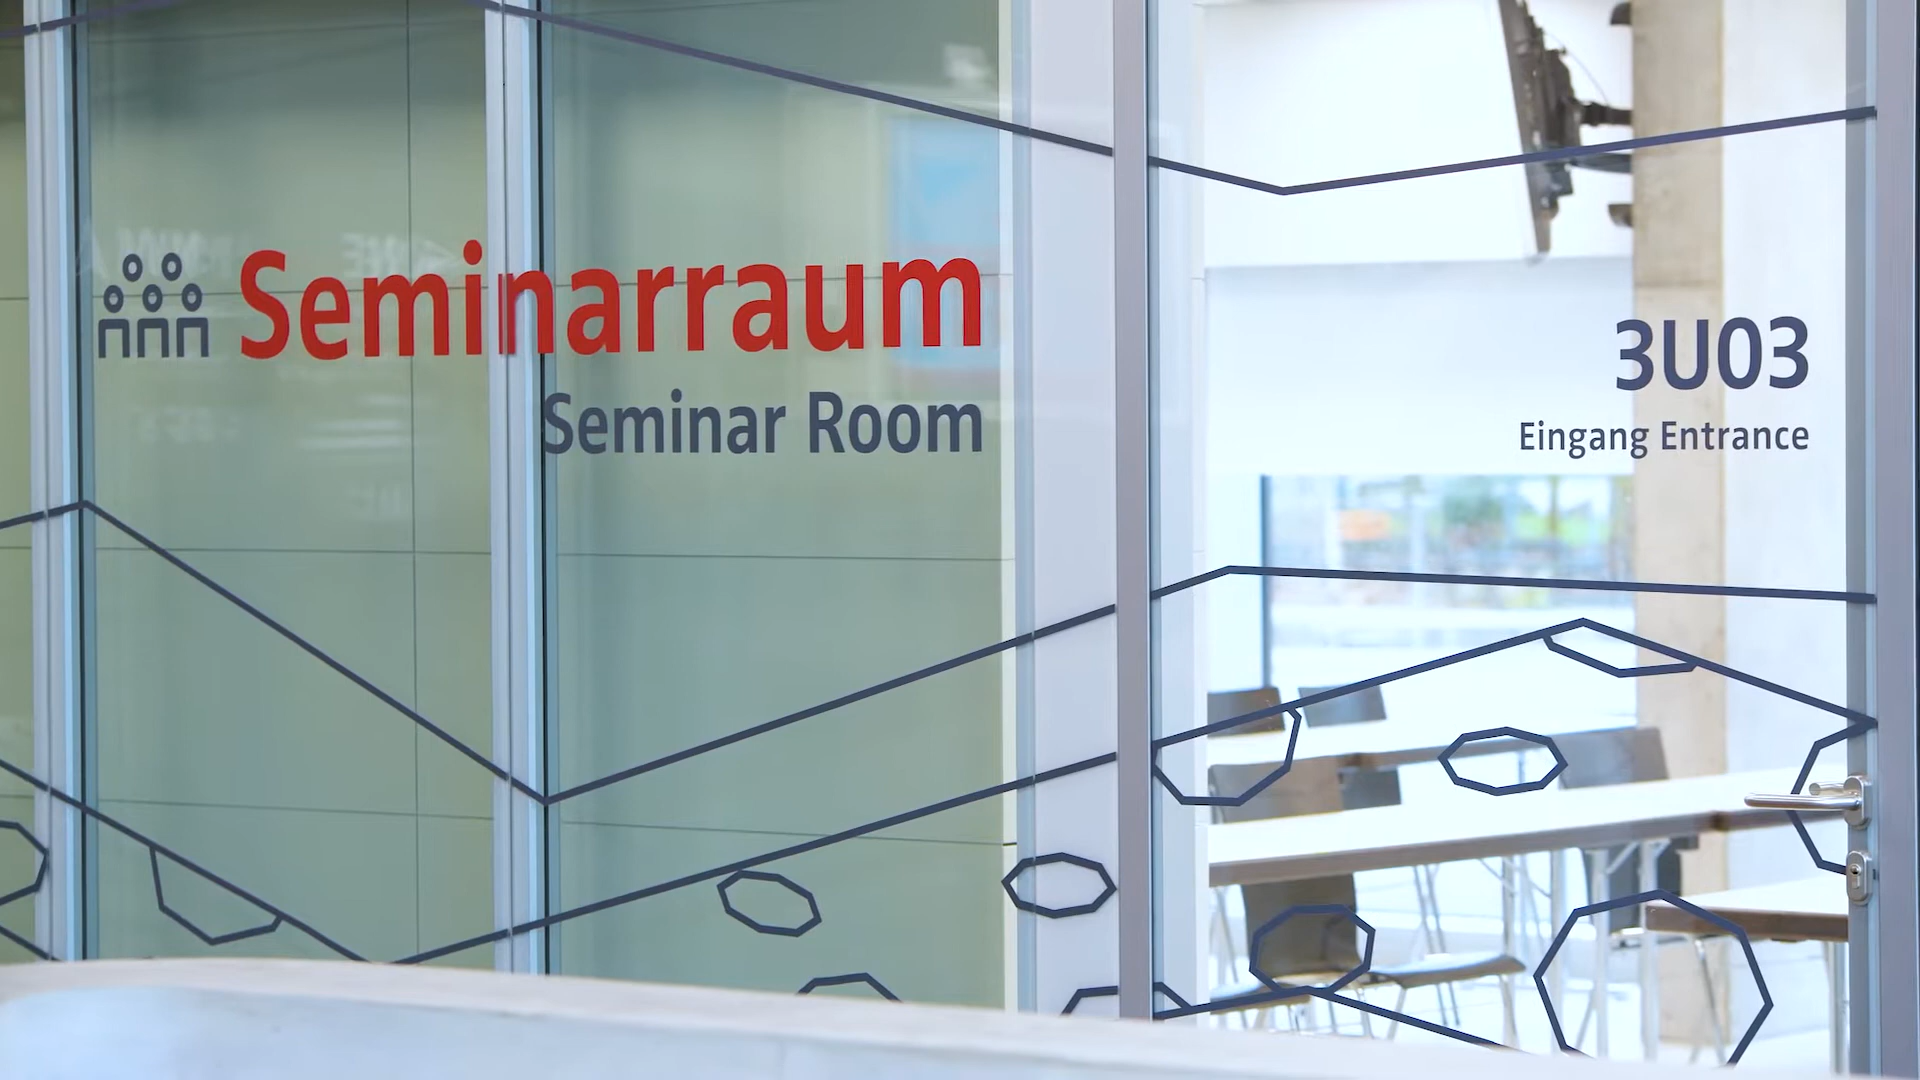 Seminarraum
Seminar Room
3U03
Eingang Entrance